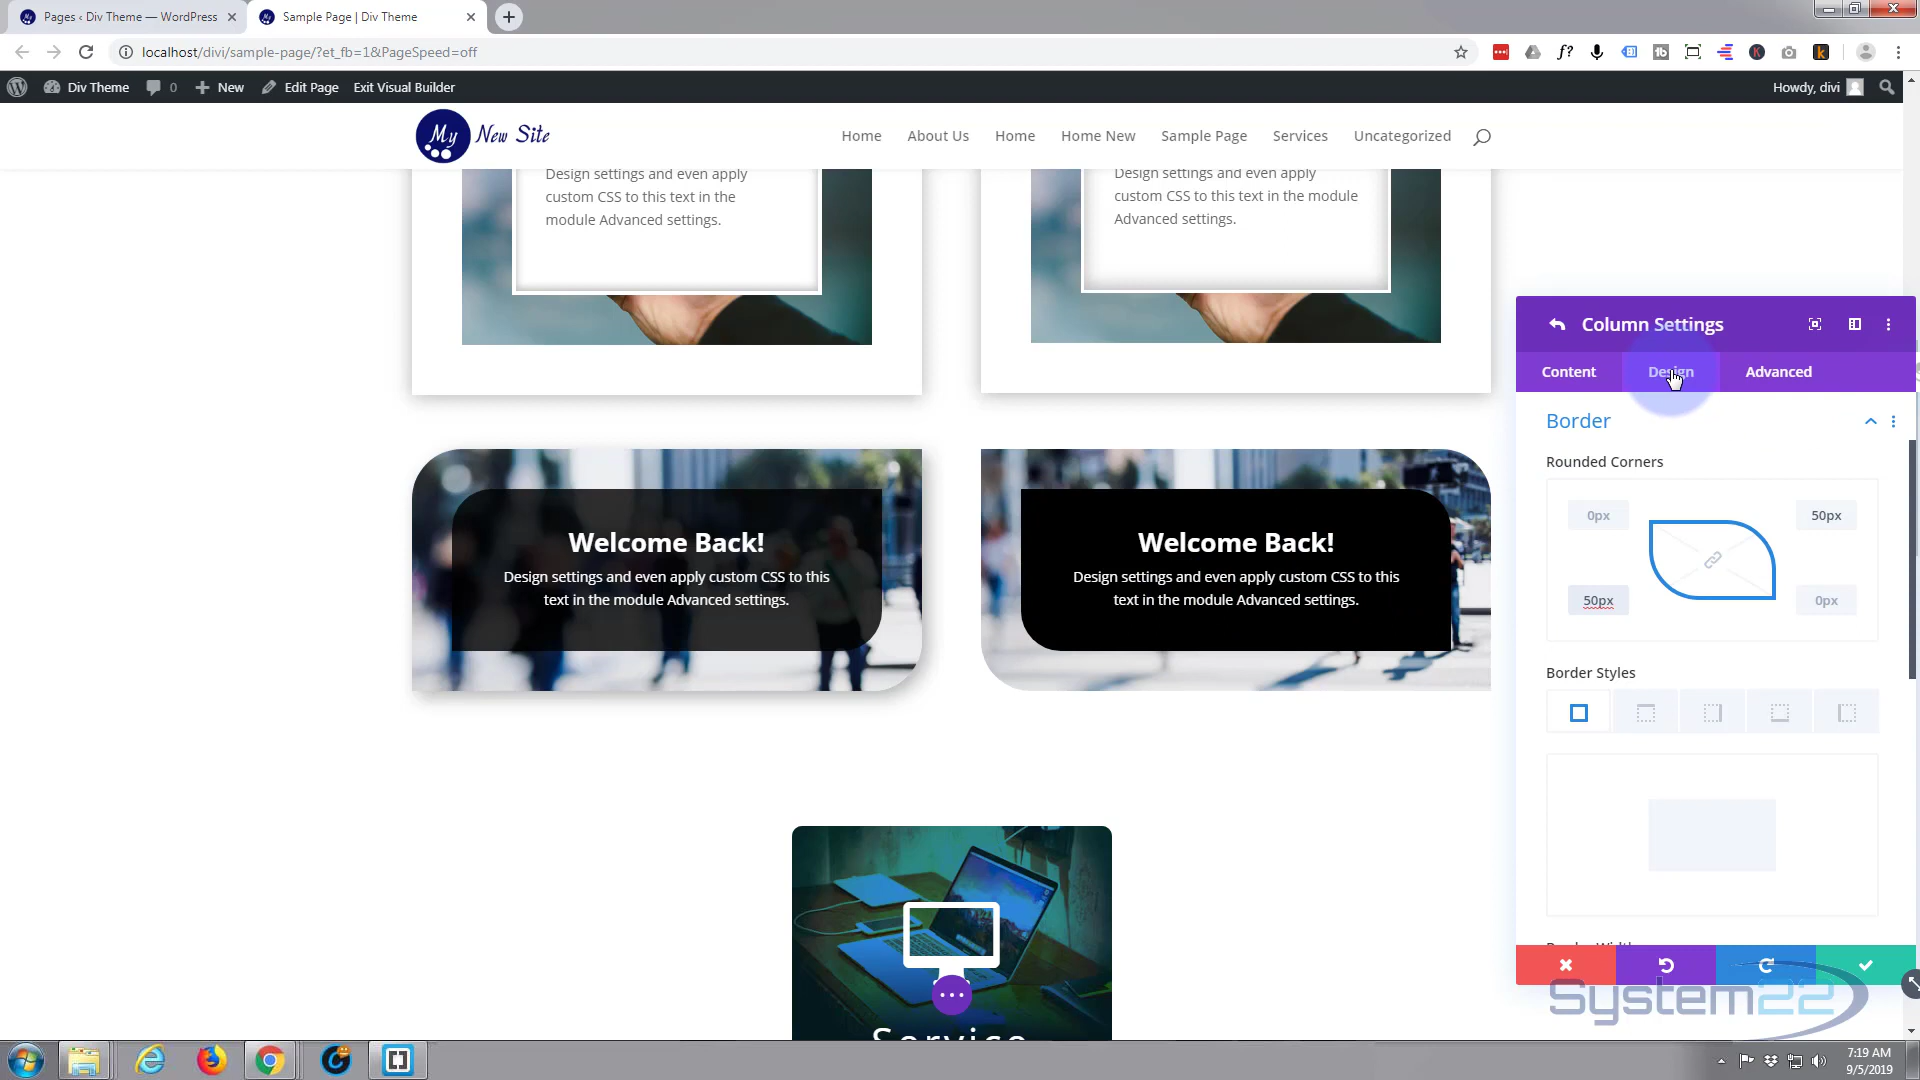 Pages ‹ Div Theme — WordPress
Sample Page | Div Theme
localhost/divi/sample-page/?et_fb=1&PageSpeed=off
Div Theme
0
New
Edit Page
Exit Visual Builder
Howdy, divi
My New Site
Home
About Us
Home
Home New
Sample Page
Services
Uncategorized
Design settings and even apply
custom CSS to this text in the
module Advanced settings.
Design settings and even apply
custom CSS to this text in the
module Advanced settings.
Column Settings
Content
Design
Advanced
Border
Rounded Corners
0px
50px
50px
0px
Border Styles
Welcome Back!
Design settings and even apply custom CSS to this
text in the module Advanced settings.
Welcome Back!
Design settings and even apply custom CSS to this
text in the module Advanced settings.
Service
System22
7:19 AM
9/5/2019